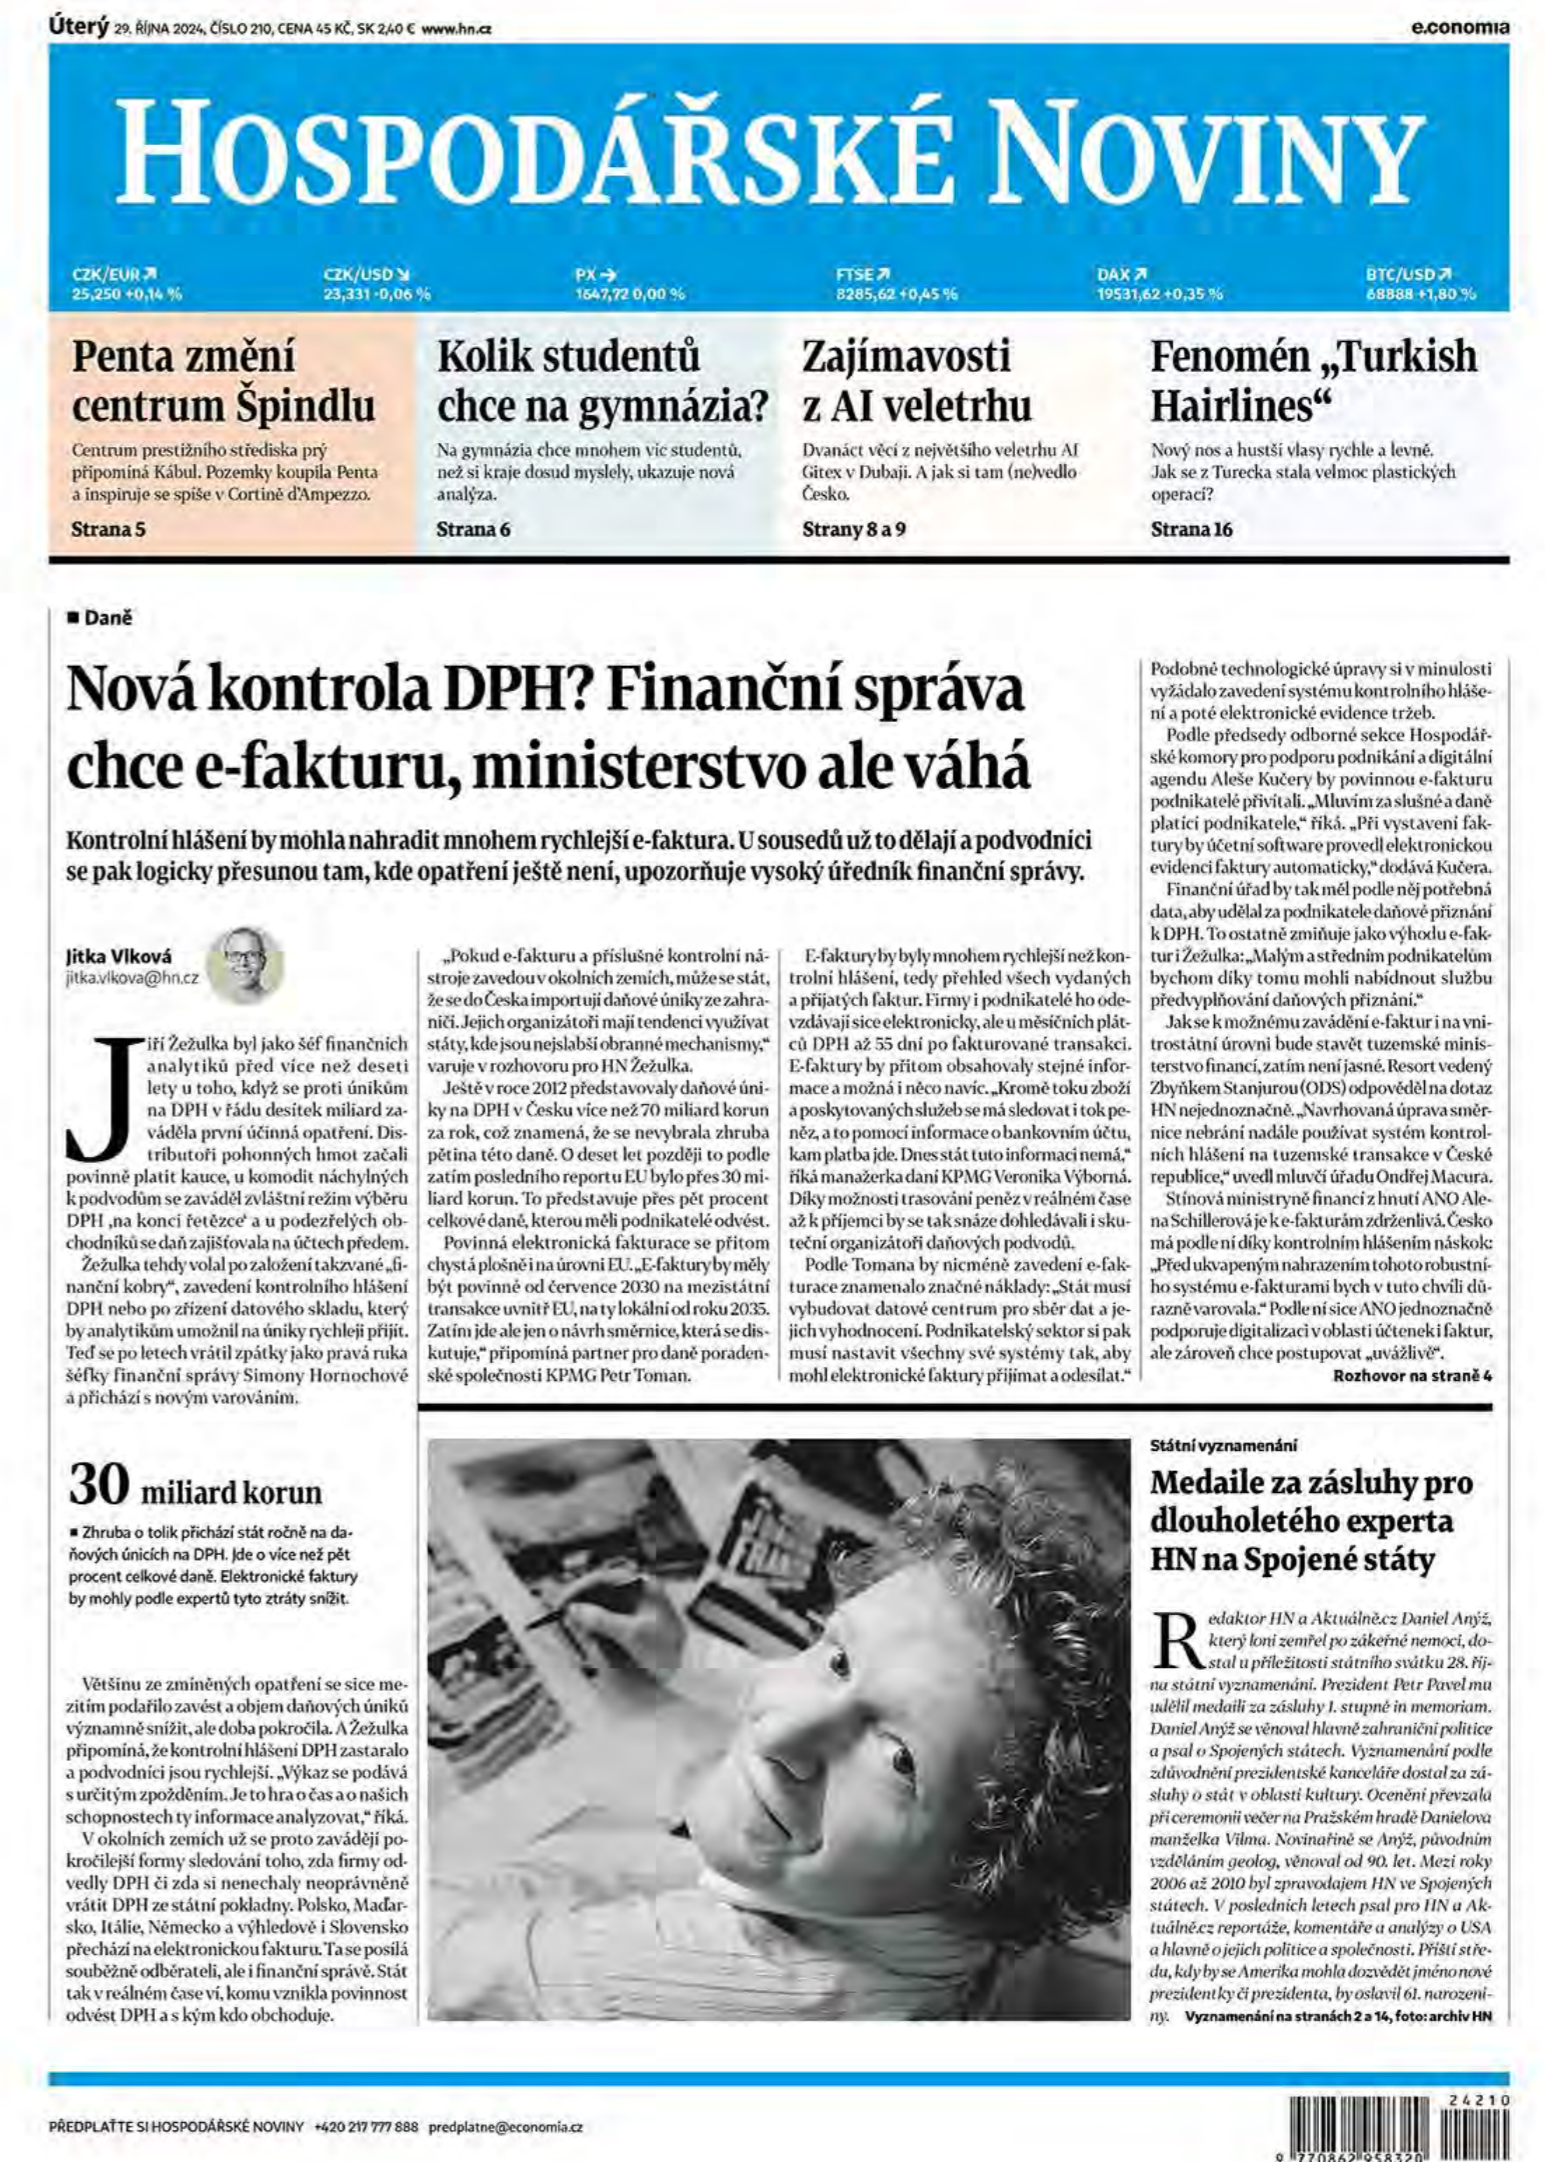 Úterý 29. ŘÍJNA 2024, ČÍSLO 210, CENA 45 KČ, SK 2,40 € www.hn.cz
e.conomia
HOSPODÁŘSKÉ NOVINY
CZK/EUR ↗
25,250 +0,14 %
CZK/USD ↘
23,331 -0,06 %
PX →
1647,72 0,00 %
FTSE ↗
8285,62 +0,45 %
DAX ↗
19531,62 +0,35 %
BTC/USD ↗
68888 +1,80 %
Penta změní
centrum Špindlu
Centrum prestižního střediska prý
připomíná Kábul. Pozemky koupila Penta
a inspiruje se spíše v Cortině d'Ampezzo.
Strana 5
Kolik studentů
chce na gymnázia?
Na gymnázia chce mnohem víc studentů,
než si kraje dosud myslely, ukazuje nová
analýza.
Strana 6
Zajímavosti
z AI veletrhu
Dvanáct věcí z největšího veletrhu AI
Gitex v Dubaji. A jak si tam (ne)vedlo
Česko.
Strany 8 a 9
Fenomén „Turkish
Hairlines“
Nový nos a hustší vlasy rychle a levně.
Jak se z Turecka stala velmoc plastických
operací?
Strana 16
■ Daně
Nová kontrola DPH? Finanční správa
chce e-fakturu, ministerstvo ale váhá
Kontrolní hlášení by mohla nahradit mnohem rychlejší e-faktura. U sousedů už to dělají a podvodníci
se pak logicky přesunou tam, kde opatření ještě není, upozorňuje vysoký úředník finanční správy.
Jitka Vlková
jitka.vlkova@hn.cz
Jiří Žežulka byl jako šéf finančních
analytiků před více než deseti
lety u toho, když se proti únikům
na DPH v řádu desítek miliard za-
váděla první účinná opatření. Dis-
tributoři pohonných hmot začali
povinně platit kauce, u komodit náchylných
k podvodům se zaváděl zvláštní režim výběru
DPH ‚na konci řetězce‘ a u podezřelých ob-
chodníků se daň zajišťovala na účtech předem.
Žežulka tehdy volal po založení takzvané „fi-
nanční kobry“, zavedení kontrolního hlášení
DPH nebo po zřízení datového skladu, který
by analytikům umožnil na úniky rychleji přijít.
Teď se po letech vrátil zpátky jako pravá ruka
šéfky finanční správy Simony Hornochové
a přichází s novým varováním.
30 miliard korun
■ Zhruba o tolik přichází stát ročně na da-
ňových únicích na DPH. Jde o více než pět
procent celkové daně. Elektronické faktury
by mohly podle expertů tyto ztráty snížit.
Většinu ze zmíněných opatření se sice me-
zitím podařilo zavést a objem daňových úniků
významně snížit, ale doba pokročila. A Žežulka
připomíná, že kontrolní hlášení DPH zastaralo
a podvodníci jsou rychlejší. „Výkaz se podává
s určitým zpožděním. Je to hra o čas a o našich
schopnostech ty informace analyzovat,“ říká.
V okolních zemích už se proto zavádějí po-
kročilejší formy sledování toho, zda firmy od-
vedly DPH či zda si nenechaly neoprávněně
vrátit DPH ze státní pokladny. Polsko, Maďar-
sko, Itálie, Německo a výhledově i Slovensko
přechází na elektronickou fakturu. Ta se posílá
souběžně odběrateli, ale i finanční správě. Stát
tak v reálném čase ví, komu vznikla povinnost
odvést DPH a s kým kdo obchoduje.
„Pokud e-fakturu a příslušné kontrolní ná-
stroje zavedou v okolních zemích, může se stát,
že se do Česka importují daňové úniky ze zahra-
ničí. Jejich organizátoři mají tendenci využívat
státy, kde jsou nejslabší obranné mechanismy,“
varuje v rozhovoru pro HN Žežulka.
Ještě v roce 2012 představovaly daňové úni-
ky na DPH v Česku více než 70 miliard korun
za rok, což znamená, že se nevybrala zhruba
pětina této daně. O deset let později to podle
zatím posledního reportu EU bylo přes 30 mi-
liard korun. To představuje přes pět procent
celkové daně, kterou měli podnikatelé odvést.
Povinná elektronická fakturace se přitom
chystá plošně i na úrovni EU. „E-faktury by měly
být povinné od července 2030 na mezistátní
transakce uvnitř EU, na ty lokální od roku 2035.
Zatím jde ale jen o návrh směrnice, která se dis-
kutuje,“ připomíná partner pro daně poraden-
ské společnosti KPMG Petr Toman.
E-faktury by byly mnohem rychlejší než kon-
trolní hlášení, tedy přehled všech vydaných
a přijatých faktur. Firmy i podnikatelé ho ode-
vzdávají sice elektronicky, ale u měsíčních plát-
ců DPH až 55 dní po fakturované transakci.
E-faktury by přitom obsahovaly stejné infor-
mace a možná i něco navíc. „Kromě toku zboží
a poskytovaných služeb se má sledovat i tok pe-
něz, a to pomocí informace o bankovním účtu,
kam platba jde. Dnes stát tuto informaci nemá,“
říká manažerka daní KPMG Veronika Výborná.
Díky možnosti trasování peněz v reálném čase
až k příjemci by se tak snáze dohledávali i sku-
teční organizátoři daňových podvodů.
Podle Tomana by nicméně zavedení e-fak-
turace znamenalo značné náklady: „Stát musí
vybudovat datové centrum pro sběr dat a je-
jich vyhodnocení. Podnikatelský sektor si pak
musí nastavit všechny své systémy tak, aby
mohl elektronické faktury přijímat a odesílat.“
Podobné technologické úpravy si v minulosti
vyžádalo zavedení systému kontrolního hláše-
ní a poté elektronické evidence tržeb.
Podle předsedy odborné sekce Hospodář-
ské komory pro podporu podnikání a digitální
agendu Aleše Kučery by povinnou e-fakturu
podnikatelé přivítali. „Mluvím za slušné a daně
platící podnikatele,“ říká. „Při vystavení fak-
tury by účetní software provedl elektronickou
evidenci faktury automaticky,“ dodává Kučera.
Finanční úřad by tak měl podle něj potřebná
data, aby udělal za podnikatele daňové přiznání
k DPH. To ostatně zmiňuje jako výhodu e-fak-
tur i Žežulka: „Malým a středním podnikatelům
bychom díky tomu mohli nabídnout službu
předvyplňování daňových přiznání.“
Jak se k možnému zavádění e-faktur i na vni-
trostátní úrovni bude stavět tuzemské minis-
terstvo financí, zatím není jasné. Resort vedený
Zbyňkem Stanjurou (ODS) odpověděl na dotaz
HN nejednoznačně. „Navrhovaná úprava směr-
nice nebrání nadále používat systém kontrol-
ních hlášení na tuzemské transakce v České
republice,“ uvedl mluvčí úřadu Ondřej Macura.
Stínová ministryně financí z hnutí ANO Ale-
na Schillerová je k e-fakturám zdrženlivá. Česko
má podle ní díky kontrolním hlášením náskok:
„Před ukvapeným nahrazením tohoto robustní-
ho systému e-fakturami bych v tuto chvíli dů-
razně varovala.“ Podle ní sice ANO jednoznačně
podporuje digitalizaci v oblasti účtenek i faktur,
ale zároveň chce postupovat „uvážlivě“.
Rozhovor na straně 4
Státní vyznamenání
Medaile za zásluhy pro
dlouholetého experta
HN na Spojené státy
Redaktor HN a Aktuálně.cz Daniel Anýž,
který loni zemřel po zákeřné nemoci, do-
stal u příležitosti státního svátku 28. říj-
na státní vyznamenání. Prezident Petr Pavel mu
udělil medaili za zásluhy I. stupně in memoriam.
Daniel Anýž se věnoval hlavně zahraniční politice
a psal o Spojených státech. Vyznamenání podle
zdůvodnění prezidentské kanceláře dostal za zá-
sluhy o stát v oblasti kultury. Ocenění převzala
při ceremonii večer na Pražském hradě Danielova
manželka Vilma. Novinařině se Anýž, původním
vzděláním geolog, věnoval od 90. let. Mezi roky
2006 až 2010 byl zpravodajem HN ve Spojených
státech. V posledních letech psal pro HN a Ak-
tuálně.cz reportáže, komentáře a analýzy o USA
a hlavně o jejich politice a společnosti. Příští stře-
du, kdy by se Amerika mohla dozvědět jméno nové
prezidentky či prezidenta, by oslavil 61. narozeni-
ny. Vyznamenání na stranách 2 a 14, foto: archiv HN
PŘEDPLAŤTE SI HOSPODÁŘSKÉ NOVINY +420 217 777 888 predplatne@economia.cz
24210
9 770862 958320